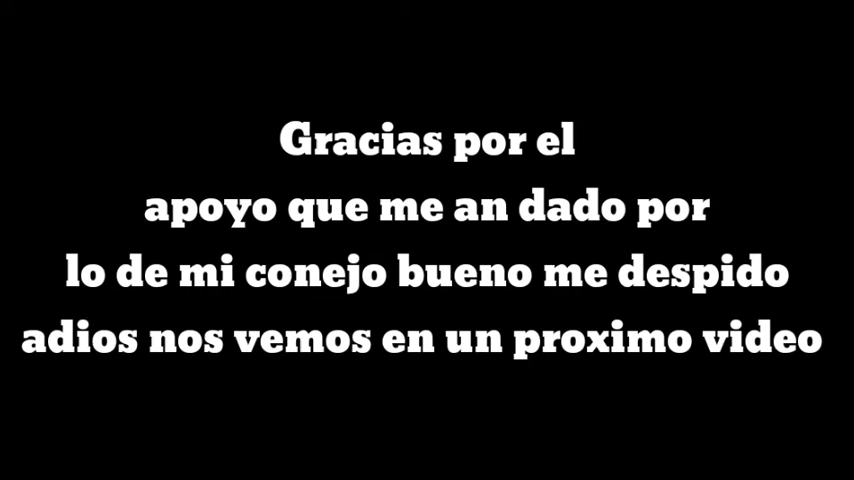 Gracias por el
apoyo que me an dado por
lo de mi conejo bueno me despido
adios nos vemos en un proximo video